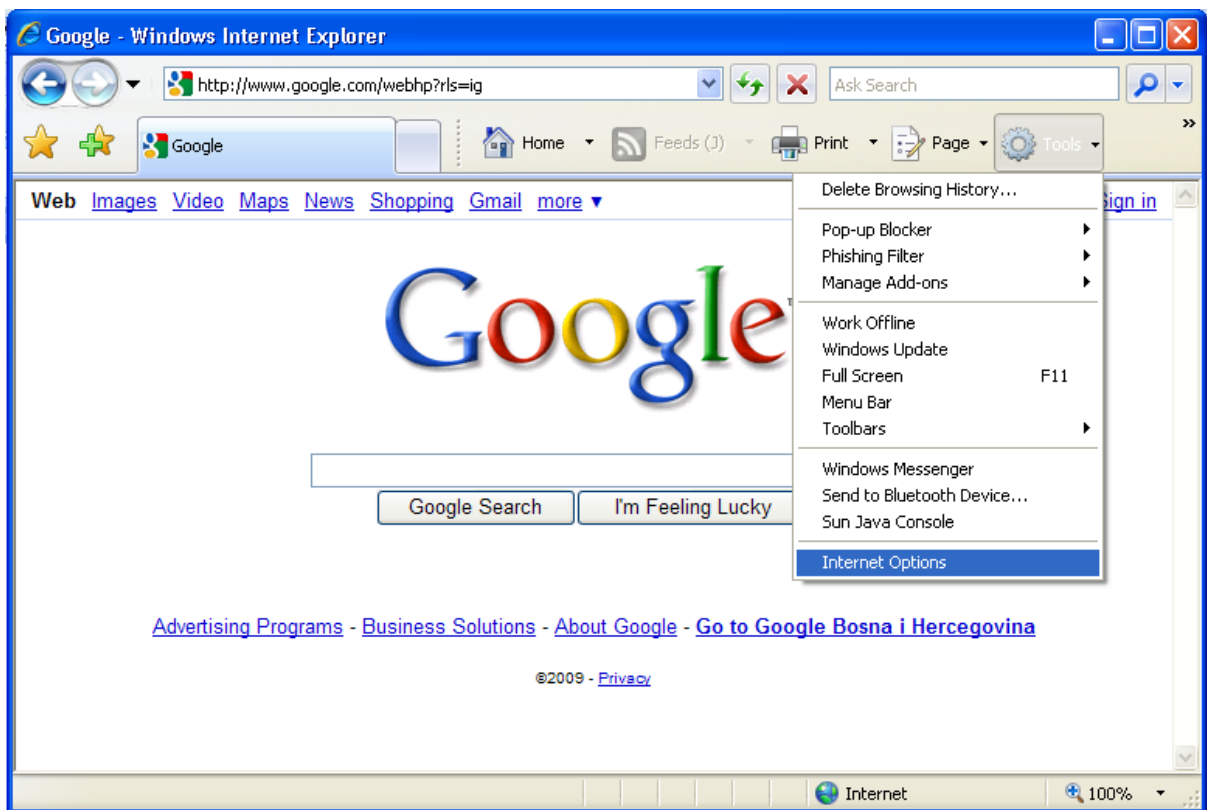 Google - Windows Internet Explorer
http://www.google.com/webhp?rls=ig
Ask Search
Google
Home
Feeds (J)
Print
Page
Tools
»
Web Images Video Maps News Shopping Gmail more ▼
Sign in
Delete Browsing History...
Pop-up Blocker
Phishing Filter
Manage Add-ons
Work Offline
Windows Update
Full Screen F11
Menu Bar
Toolbars
Windows Messenger
Send to Bluetooth Device...
Sun Java Console
Internet Options
Google
Google Search
I'm Feeling Lucky
Advertising Programs - Business Solutions - About Google - Go to Google Bosna i Hercegovina
©2009 - Privacy
Internet
100%